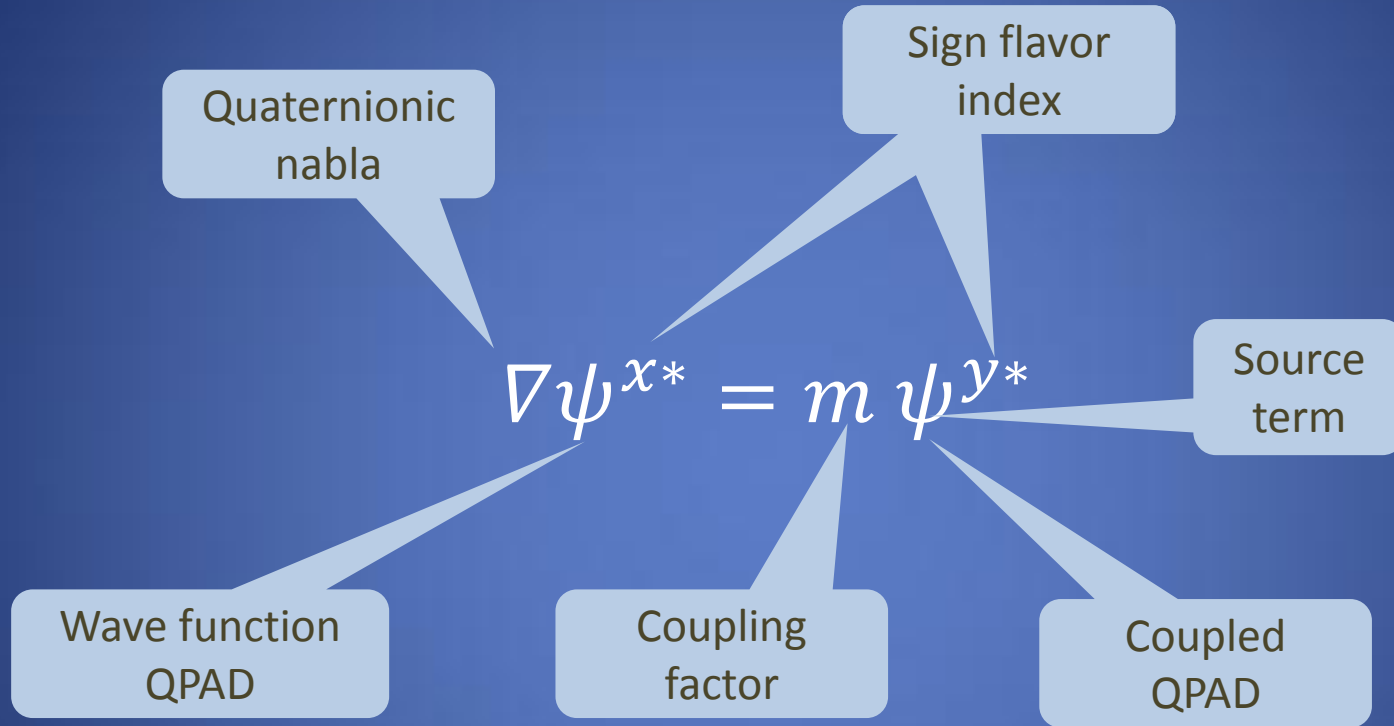 Sign flavor
index
Quaternionic
nabla
∇ψ^{x*} = m ψ^{y*}
Source
term
Wave function
QPAD
Coupling
factor
Coupled
QPAD